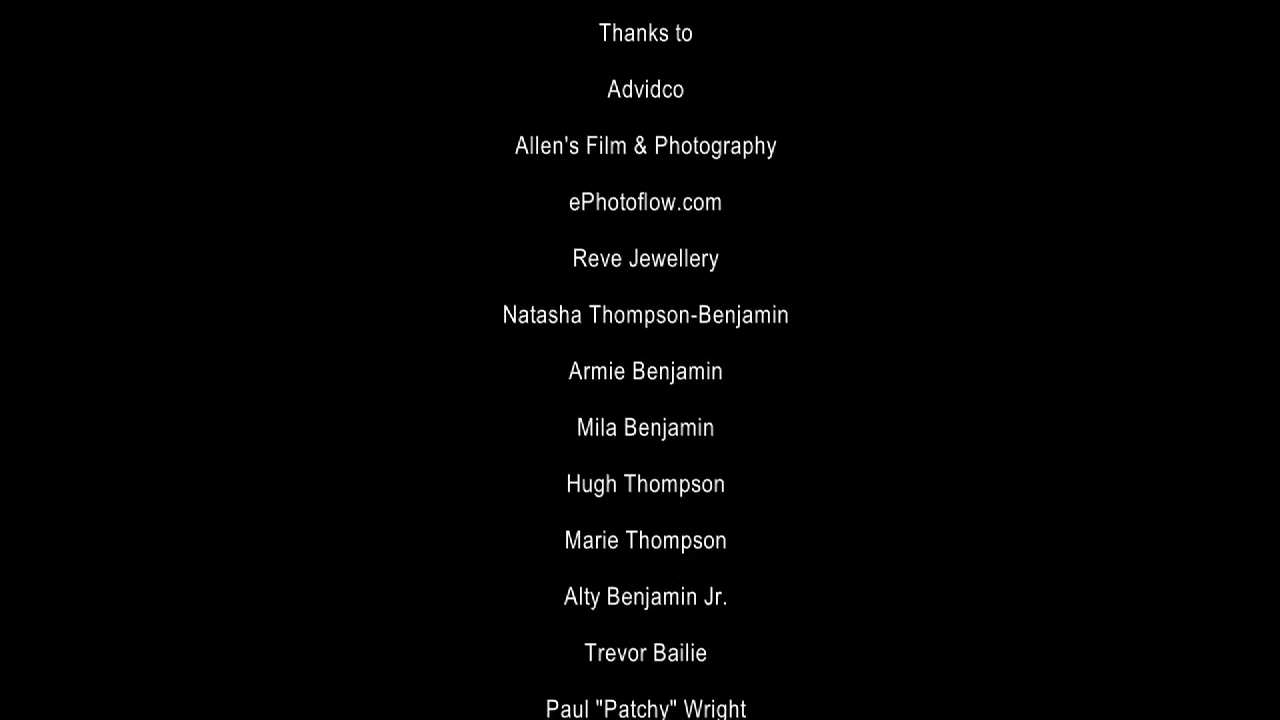 Thanks to
Advidco
Allen's Film & Photography
ePhotoflow.com
Reve Jewellery
Natasha Thompson-Benjamin
Armie Benjamin
Mila Benjamin
Hugh Thompson
Marie Thompson
Alty Benjamin Jr.
Trevor Bailie
Paul "Patchy" Wright